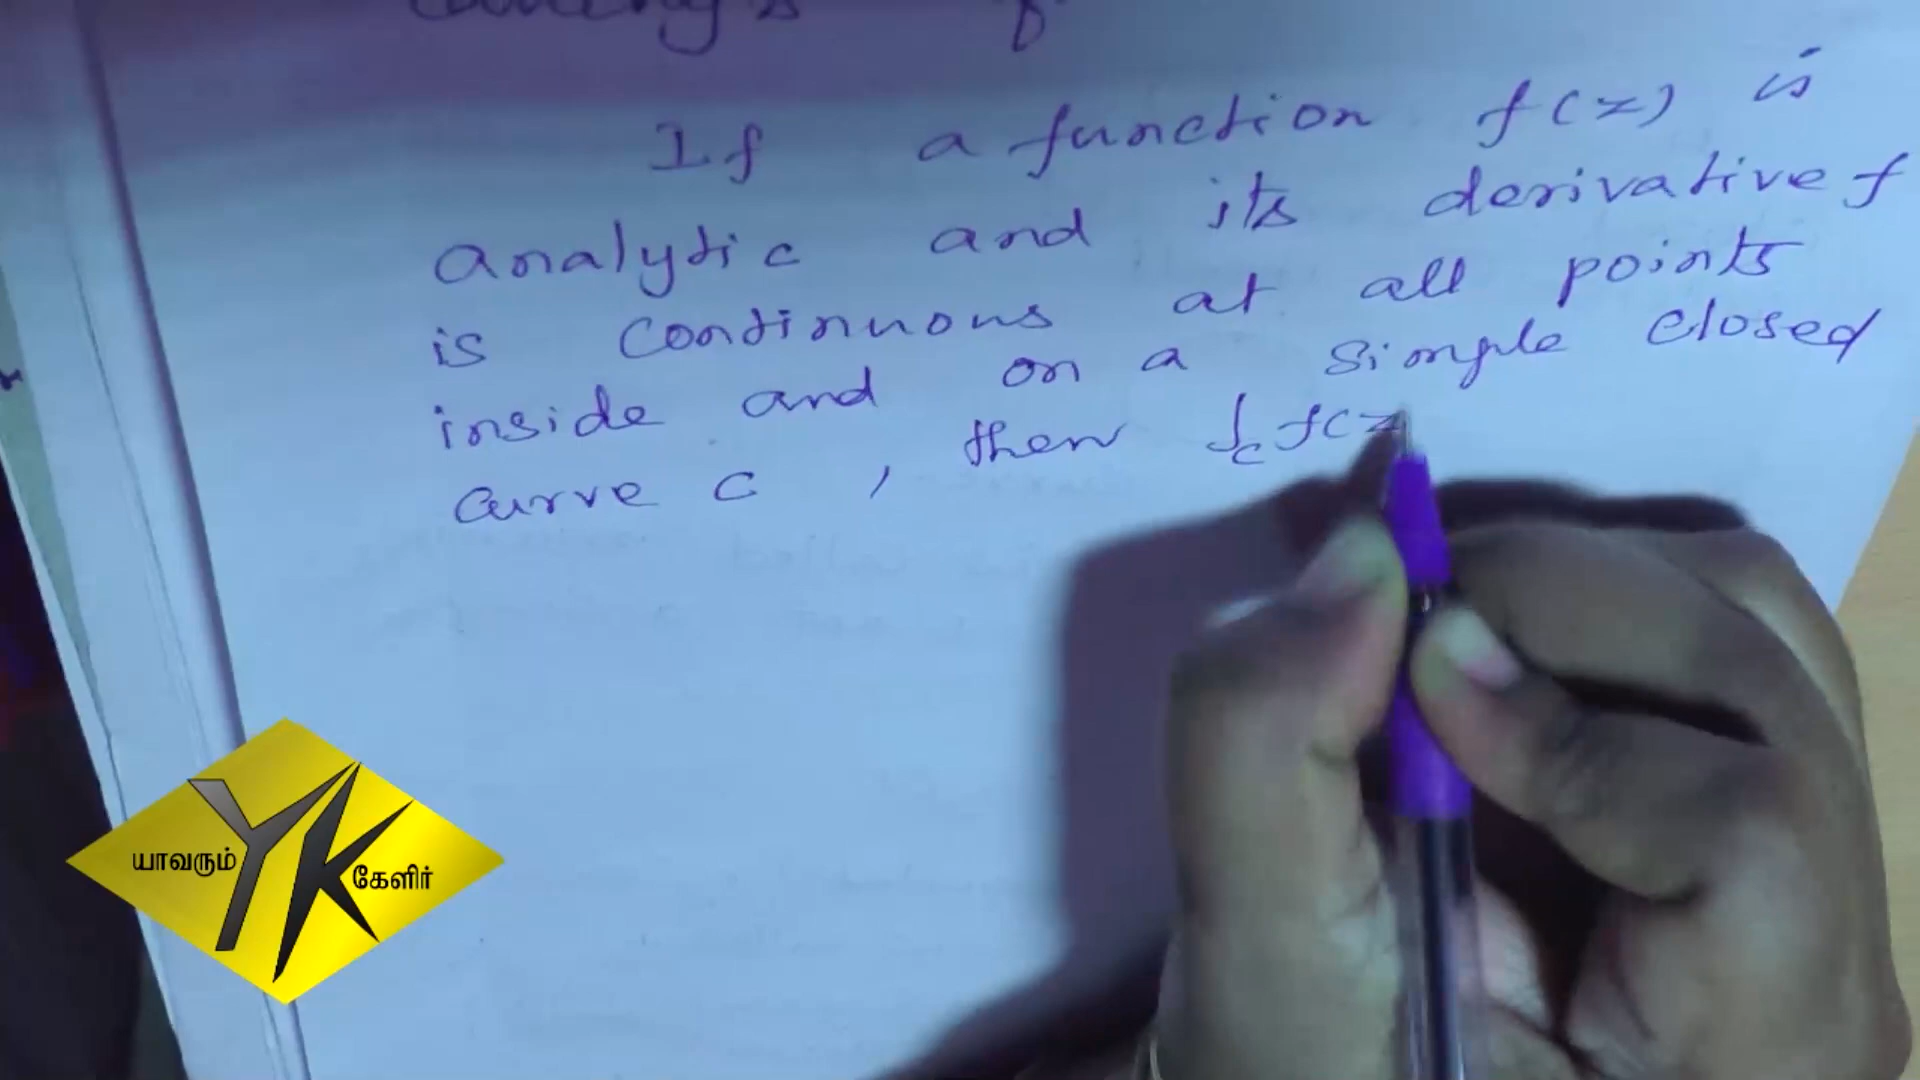 If a function f(z) is
analytic and its derivative f
is continuous at all points
inside and on a simple closed
curve c , then ∫c f(z
யாவரும் YK கேளிர்